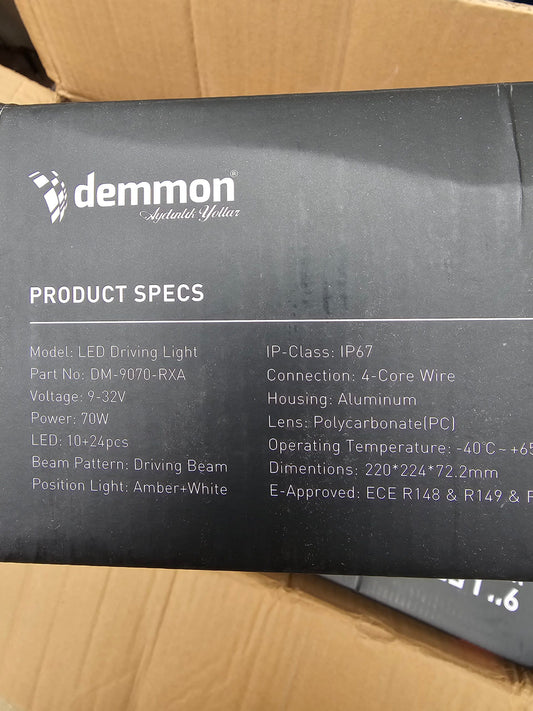 demmon®
Aydınlık Yollar
PRODUCT SPECS
Model: LED Driving Light
Part No: DM-9070-RXA
Voltage: 9-32V
Power: 70W
LED: 10+24pcs
Beam Pattern: Driving Beam
Position Light: Amber+White
IP-Class: IP67
Connection: 4-Core Wire
Housing: Aluminum
Lens: Polycarbonate(PC)
Operating Temperature: -40℃~ +65
Dimentions: 220*224*72.2mm
E-Approved: ECE R148 & R149 &